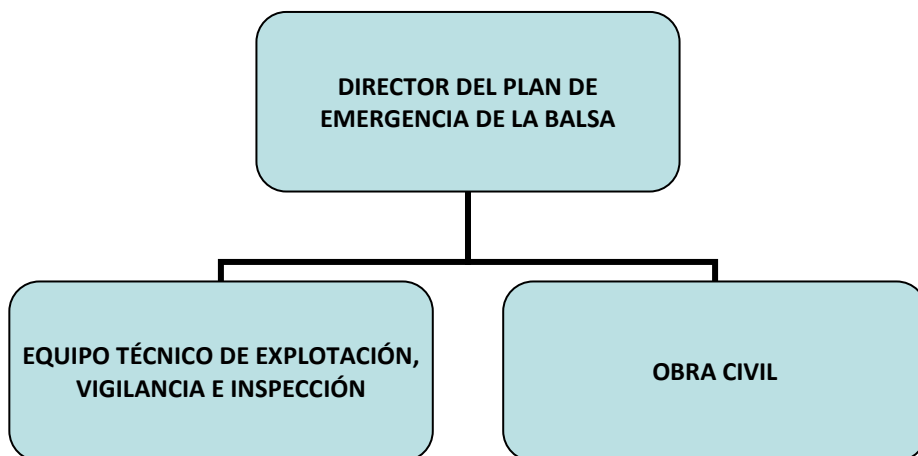 DIRECTOR DEL PLAN DE
EMERGENCIA DE LA BALSA
EQUIPO TÉCNICO DE EXPLOTACIÓN,
VIGILANCIA E INSPECCIÓN
OBRA CIVIL